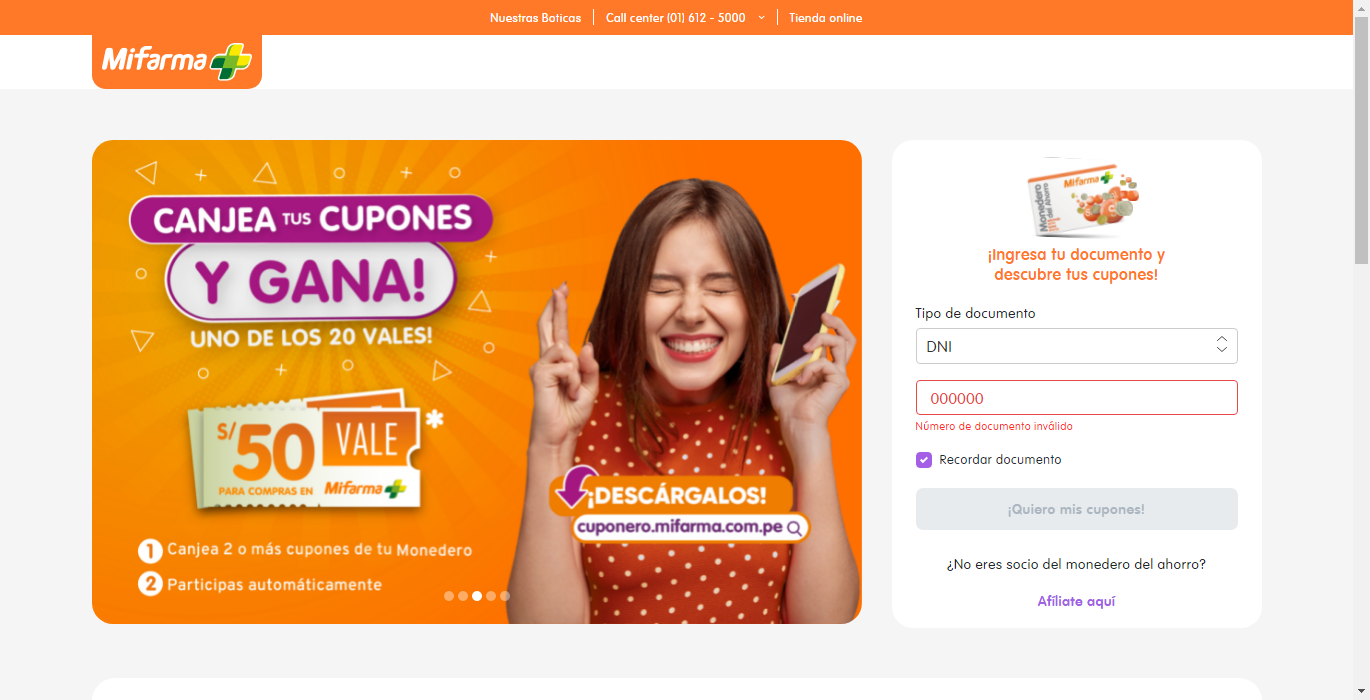 Nuestras Boticas
Call center (01) 612 - 5000
Tienda online
Mifarma
CANJEA TUS CUPONES
Y GANA!
UNO DE LOS 20 VALES!
S/50 VALE *
PARA COMPRAS EN Mifarma
1 Canjea 2 o más cupones de tu Monedero
2 Participas automáticamente
¡DESCÁRGALOS!
cuponero.mifarma.com.pe
Mifarma
Monedero
del Ahorro
¡Ingresa tu documento y
descubre tus cupones!
Tipo de documento
DNI
000000
Número de documento inválido
Recordar documento
¡Quiero mis cupones!
¿No eres socio del monedero del ahorro?
Afíliate aquí